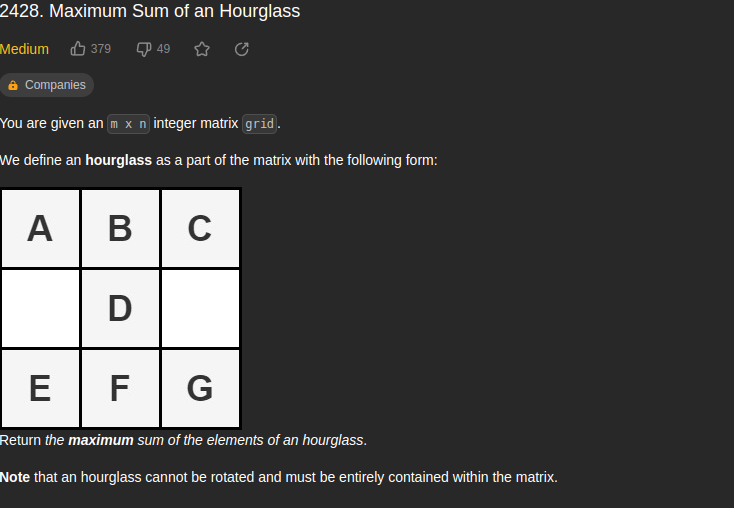 2428. Maximum Sum of an Hourglass
Medium 379 49
Companies
You are given an m x n integer matrix grid.
We define an hourglass as a part of the matrix with the following form:
A B C
D
E F G
Return the maximum sum of the elements of an hourglass.
Note that an hourglass cannot be rotated and must be entirely contained within the matrix.